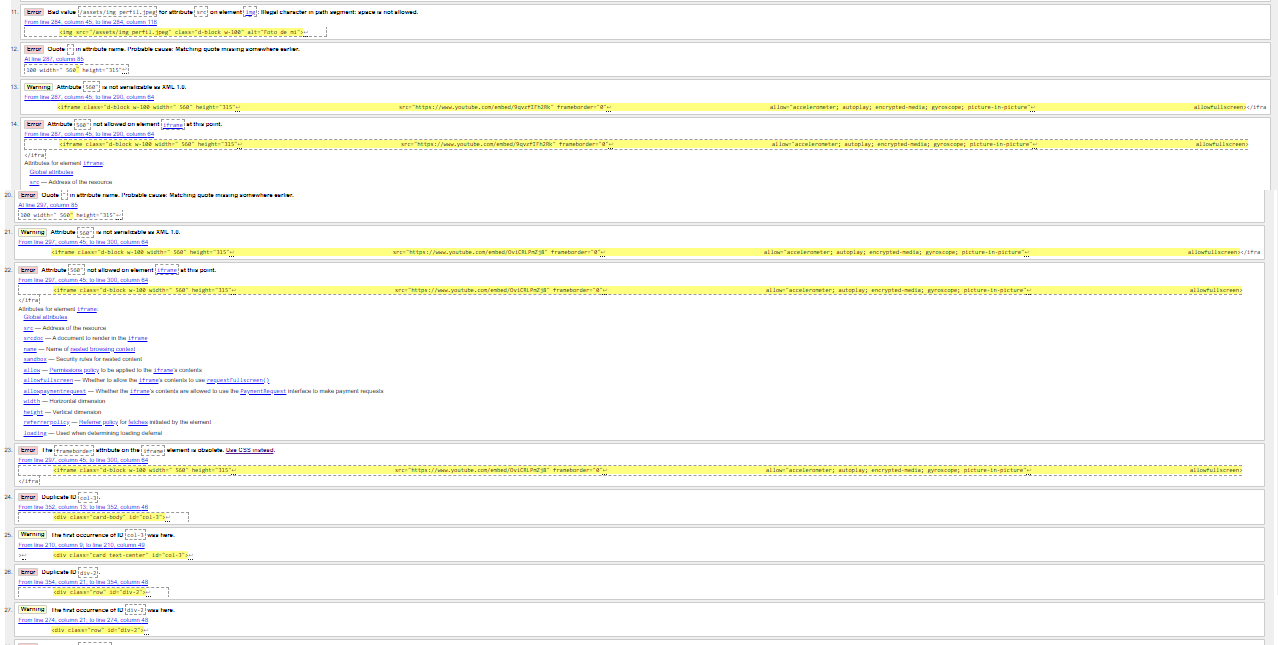 11. Error Bad value /assets/img perfil.jpeg for attribute src on element img: Illegal character in path segment: space is not allowed.
From line 284, column 45; to line 284, column 118
<img src="/assets/img perfil.jpeg" class="d-block w-100" alt="Foto de mi">↩
12. Error Quote " in attribute name. Probable cause: Matching quote missing somewhere earlier.
At line 287, column 85
100 width=" 560" height="315"↩
13. Warning Attribute 560" is not serializable as XML 1.0.
From line 287, column 45; to line 290, column 64
<iframe class="d-block w-100 width=" 560" height="315"↩ src="https://www.youtube.com/embed/9qvzfIFh2Rk" frameborder="0"↩ allow="accelerometer; autoplay; encrypted-media; gyroscope; picture-in-picture"↩ allowfullscreen></ifra
14. Error Attribute 560" not allowed on element iframe at this point.
From line 287, column 45; to line 290, column 64
<iframe class="d-block w-100 width=" 560" height="315"↩ src="https://www.youtube.com/embed/9qvzfIFh2Rk" frameborder="0"↩ allow="accelerometer; autoplay; encrypted-media; gyroscope; picture-in-picture"↩ allowfullscreen>
</ifra
Attributes for element iframe:
Global attributes
src — Address of the resource
20. Error Quote " in attribute name. Probable cause: Matching quote missing somewhere earlier.
At line 297, column 85
100 width=" 560" height="315"↩
21. Warning Attribute 560" is not serializable as XML 1.0.
From line 297, column 45; to line 300, column 64
<iframe class="d-block w-100 width=" 560" height="315"↩ src="https://www.youtube.com/embed/OviCRLPmZj8" frameborder="0"↩ allow="accelerometer; autoplay; encrypted-media; gyroscope; picture-in-picture"↩ allowfullscreen></ifra
22. Error Attribute 560" not allowed on element iframe at this point.
From line 297, column 45; to line 300, column 64
<iframe class="d-block w-100 width=" 560" height="315"↩ src="https://www.youtube.com/embed/OviCRLPmZj8" frameborder="0"↩ allow="accelerometer; autoplay; encrypted-media; gyroscope; picture-in-picture"↩ allowfullscreen>
</ifra
Attributes for element iframe:
Global attributes
src — Address of the resource
srcdoc — A document to render in the iframe
name — Name of nested browsing context
sandbox — Security rules for nested content
allow — Permissions policy to be applied to the iframe's contents
allowfullscreen — Whether to allow the iframe's contents to use requestFullscreen()
allowpaymentrequest — Whether the iframe's contents are allowed to use the PaymentRequest interface to make payment requests
width — Horizontal dimension
height — Vertical dimension
referrerpolicy — Referrer policy for fetches initiated by the element
loading — Used when determining loading deferral
23. Error The frameborder attribute on the iframe element is obsolete. Use CSS instead.
From line 297, column 45; to line 300, column 64
<iframe class="d-block w-100 width=" 560" height="315"↩ src="https://www.youtube.com/embed/OviCRLPmZj8" frameborder="0"↩ allow="accelerometer; autoplay; encrypted-media; gyroscope; picture-in-picture"↩ allowfullscreen>
</ifra
24. Error Duplicate ID col-3.
From line 352, column 13; to line 352, column 46
<div class="card-body" id="col-3">↩
25. Warning The first occurrence of ID col-3 was here.
From line 210, column 9; to line 210, column 49
>↩ <div class="card text-center" id="col-3">↩
26. Error Duplicate ID div-2.
From line 354, column 21; to line 354, column 48
<div class="row" id="div-2">↩
27. Warning The first occurrence of ID div-2 was here.
From line 274, column 21; to line 274, column 48
<div class="row" id="div-2">↩